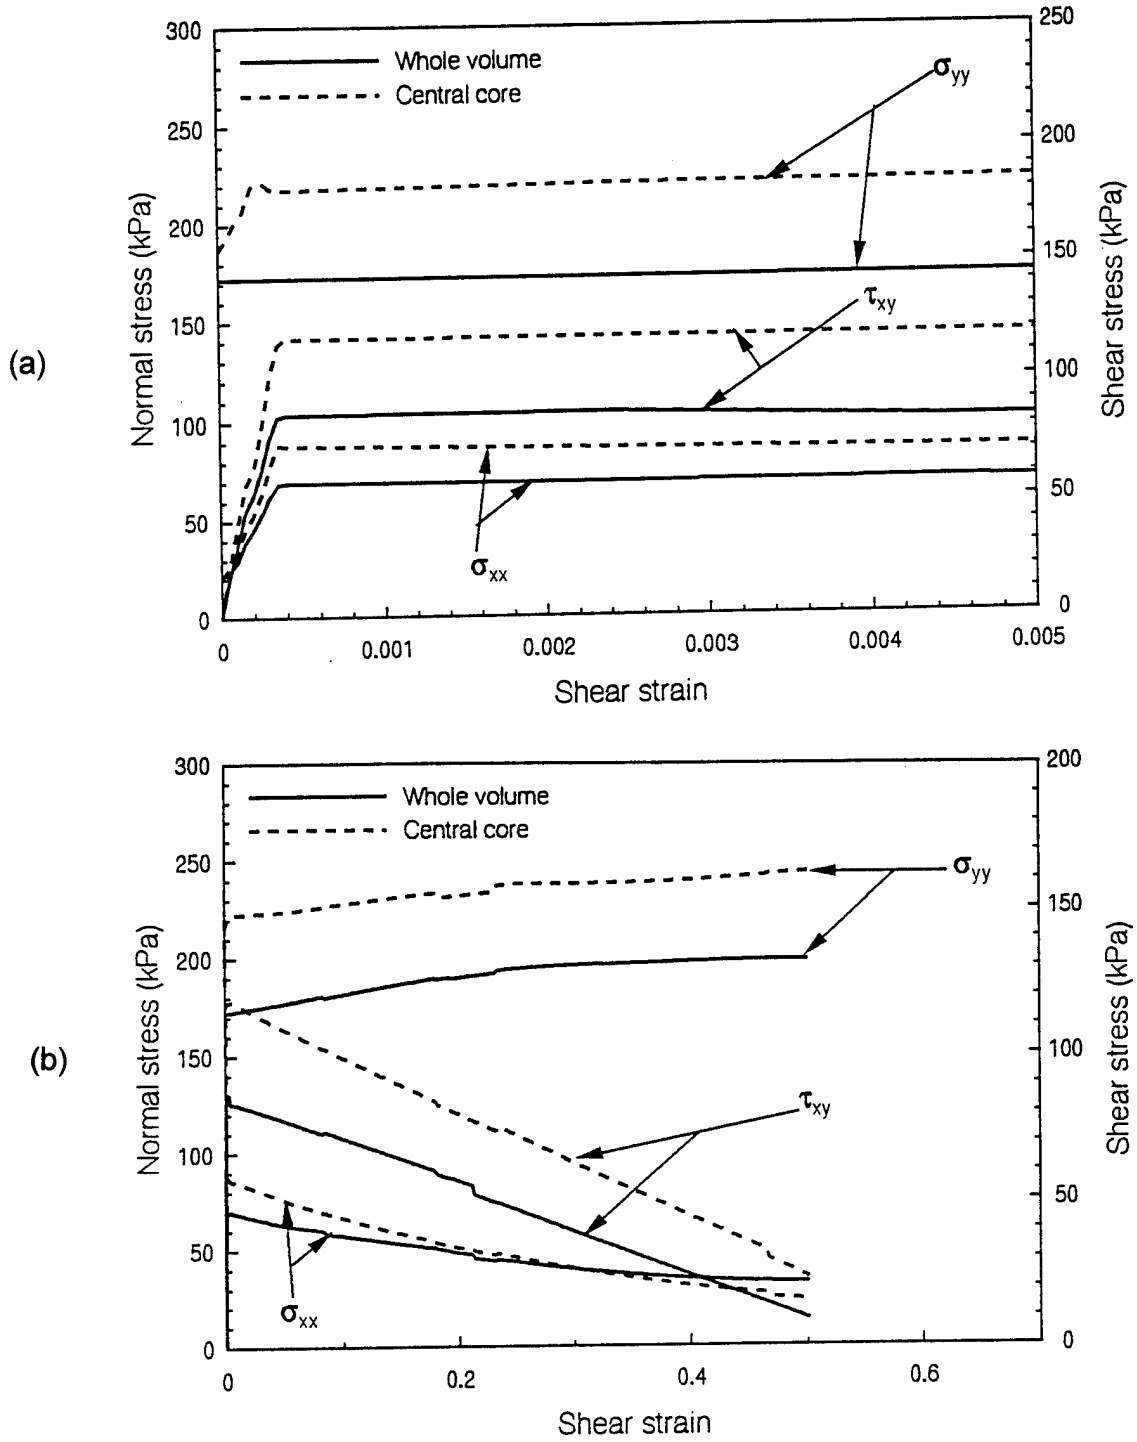 300
250
Whole volume
Central core
σyy
250
200
200
150
150
τxy
100
100
50
50
σxx
0
0
Normal stress (kPa)
Shear stress (kPa)
(a)
0 0.001 0.002 0.003 0.004 0.005
Shear strain
300
200
Whole volume
Central core
250
σyy
150
200
150
100
τxy
100
50
50
σxx
0
0
Normal stress (kPa)
Shear stress (kPa)
(b)
0 0.2 0.4 0.6
Shear strain